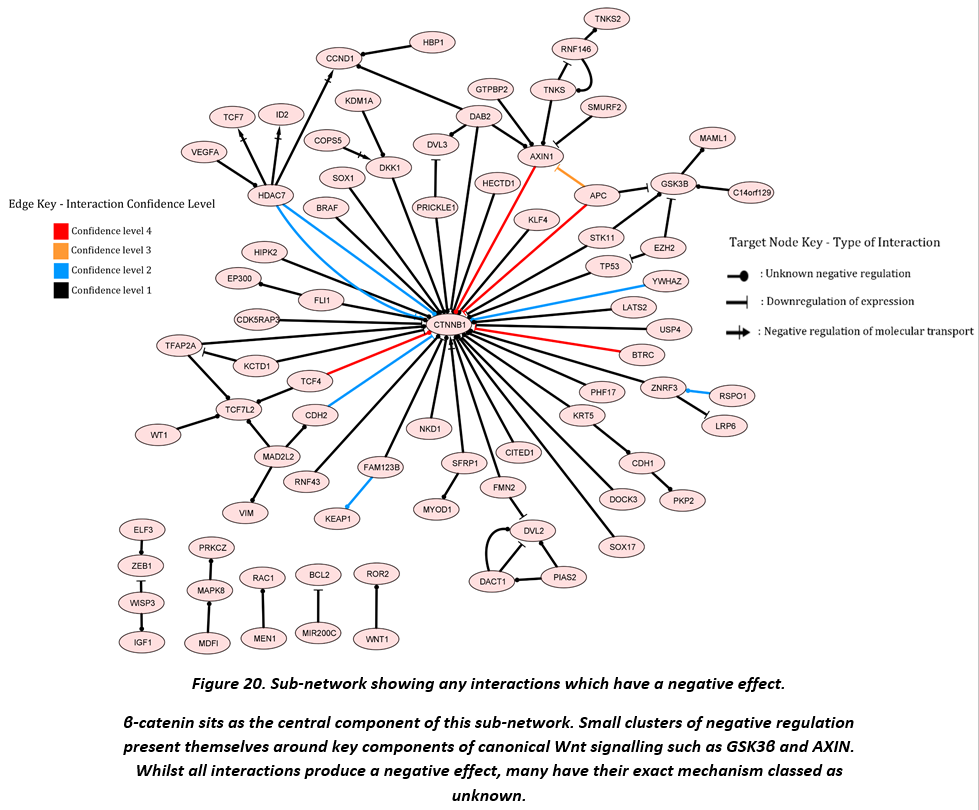 TNKS2
RNF146
HBP1
CCND1
KDM1A
GTPBP2
TNKS
SMURF2
TCF7
ID2
DAB2
COPS5
DVL3
MAML1
VEGFA
DKK1
AXIN1
SOX1
HECTD1
GSK3B
C14orf129
HDAC7
APC
Edge Key - Interaction Confidence Level
BRAF
PRICKLE1
KLF4
Confidence level 4
STK11
Confidence level 3
EZH2
Target Node Key - Type of Interaction
HIPK2
TP53
Confidence level 2
: Unknown negative regulation
EP300
YWHAZ
Confidence level 1
FLI1
LATS2
: Downregulation of expression
CDK5RAP3
CTNNB1
USP4
: Negative regulation of molecular transport
TFAP2A
BTRC
KCTD1
TCF4
PHF17
ZNRF3
RSPO1
TCF7L2
CDH2
KRT5
LRP6
WT1
NKD1
MAD2L2
CITED1
RNF43
FAM123B
SFRP1
CDH1
FMN2
VIM
KEAP1
MYOD1
DOCK3
PKP2
ELF3
DVL2
PRKCZ
SOX17
ZEB1
RAC1
BCL2
ROR2
DACT1
PIAS2
MAPK8
WISP3
IGF1
MDFI
MEN1
MIR200C
WNT1
Figure 20. Sub-network showing any interactions which have a negative effect.
β-catenin sits as the central component of this sub-network. Small clusters of negative regulation
present themselves around key components of canonical Wnt signalling such as GSK3β and AXIN.
Whilst all interactions produce a negative effect, many have their exact mechanism classed as
unknown.